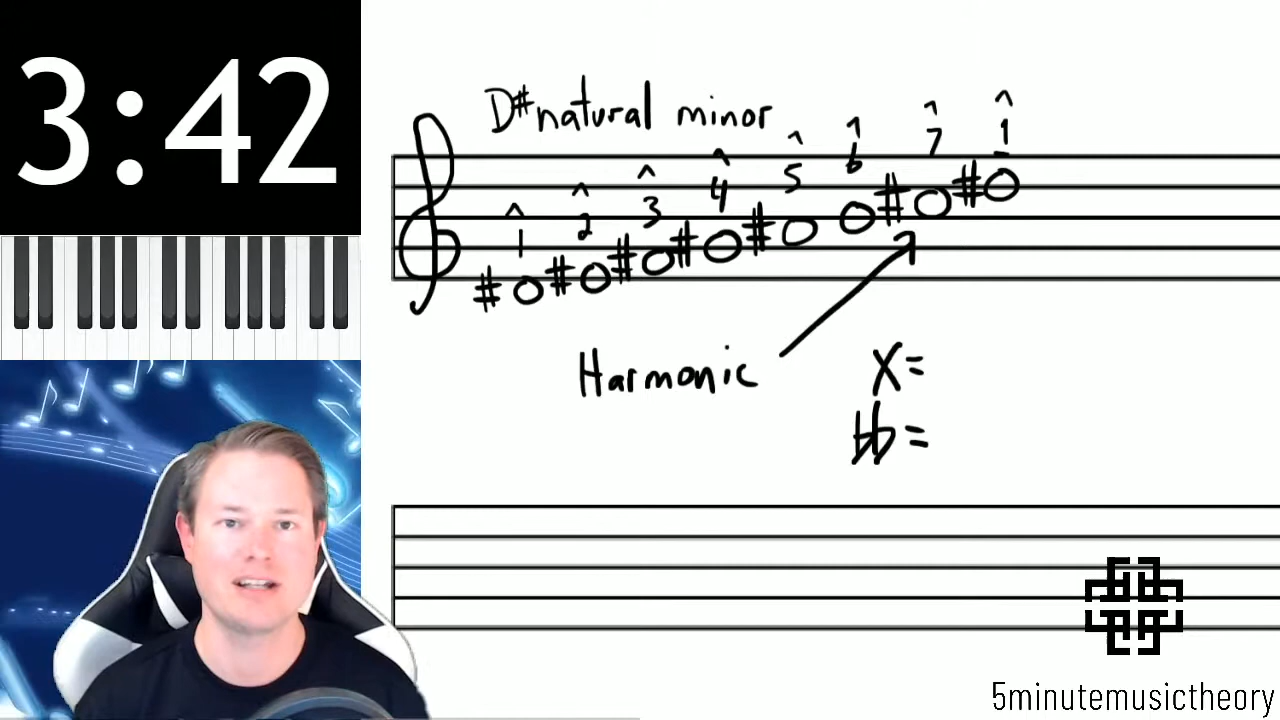 3:42
D# natural minor
1 2 3 4 5 6 7 1
# # # # # # #
Harmonic
x=
bb=
5minutemusictheory